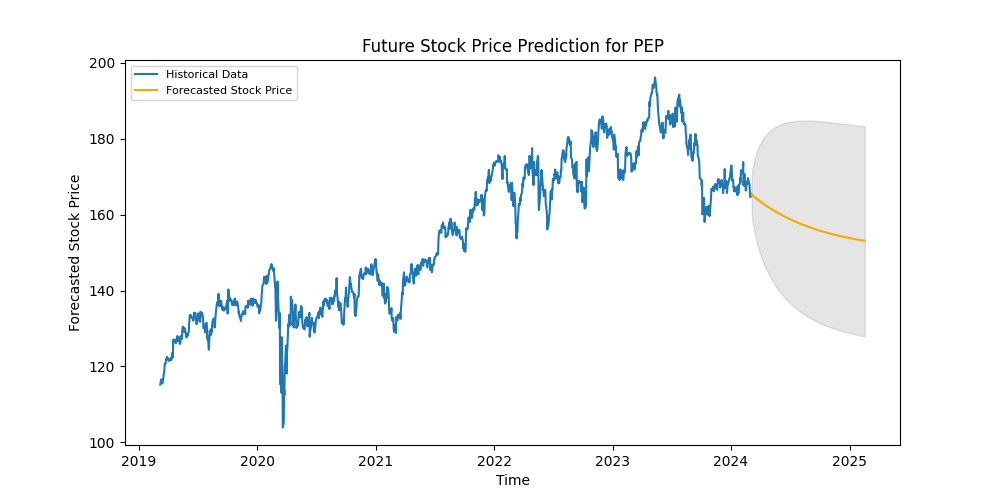 Future Stock Price Prediction for PEP
Historical Data
Forecasted Stock Price
Forecasted Stock Price
200
180
160
140
120
100
2019
2020
2021
2022
2023
2024
2025
Time